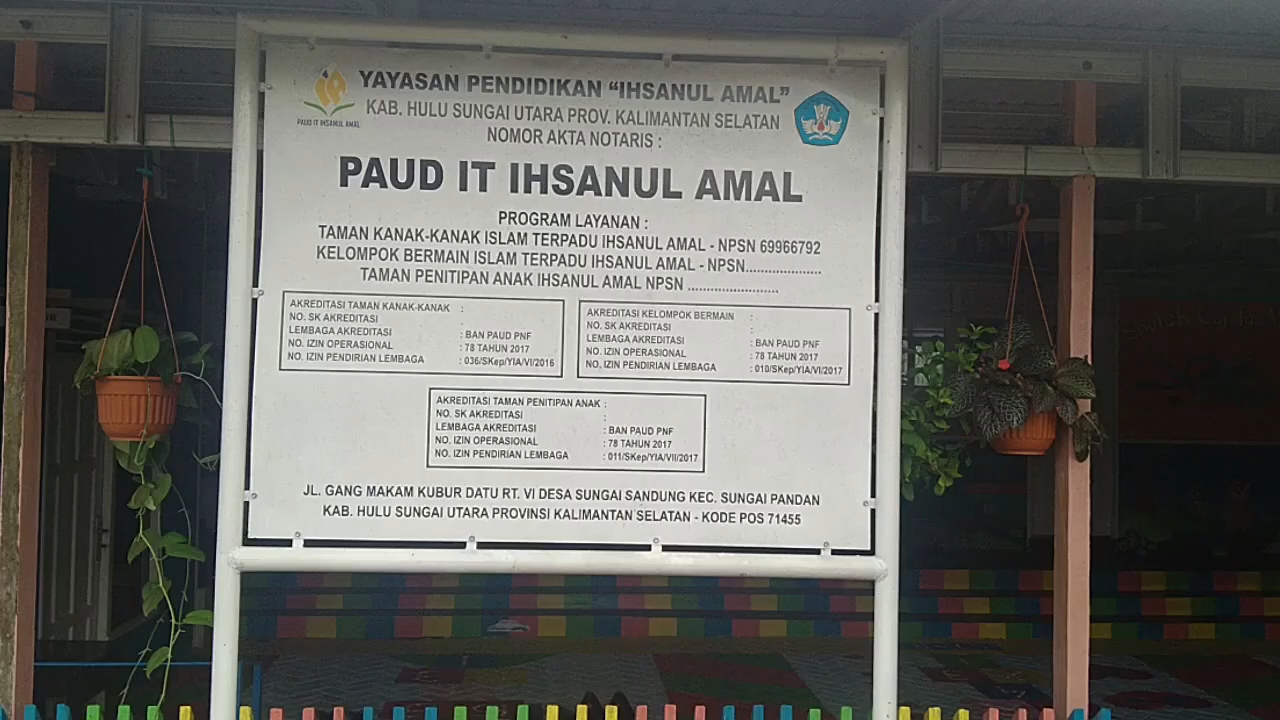 YAYASAN PENDIDIKAN "IHSANUL AMAL"
KAB. HULU SUNGAI UTARA PROV. KALIMANTAN SELATAN
NOMOR AKTA NOTARIS :
PAUD IT IHSANUL AMAL
PAUD IT IHSANUL AMAL
PROGRAM LAYANAN :
TAMAN KANAK-KANAK ISLAM TERPADU IHSANUL AMAL - NPSN 69966792
KELOMPOK BERMAIN ISLAM TERPADU IHSANUL AMAL - NPSN....................
TAMAN PENITIPAN ANAK IHSANUL AMAL NPSN ........................
AKREDITASI TAMAN KANAK-KANAK :
NO. SK AKREDITASI
LEMBAGA AKREDITASI : BAN PAUD PNF
NO. IZIN OPERASIONAL : 78 TAHUN 2017
NO. IZIN PENDIRIAN LEMBAGA : 036/SKep/YIA/VI/2016
AKREDITASI KELOMPOK BERMAIN :
NO. SK AKREDITASI :
LEMBAGA AKREDITASI : BAN PAUD PNF
NO. IZIN OPERASIONAL : 78 TAHUN 2017
NO. IZIN PENDIRIAN LEMBAGA : 010/SKep/YIA/VI/2017
AKREDITASI TAMAN PENITIPAN ANAK :
NO. SK AKREDITASI :
LEMBAGA AKREDITASI : BAN PAUD PNF
NO. IZIN OPERASIONAL : 78 TAHUN 2017
NO. IZIN PENDIRIAN LEMBAGA : 011/SKep/YIA/VII/2017
JL. GANG MAKAM KUBUR DATU RT. VI DESA SUNGAI SANDUNG KEC. SUNGAI PANDAN
KAB. HULU SUNGAI UTARA PROVINSI KALIMANTAN SELATAN - KODE POS 71455